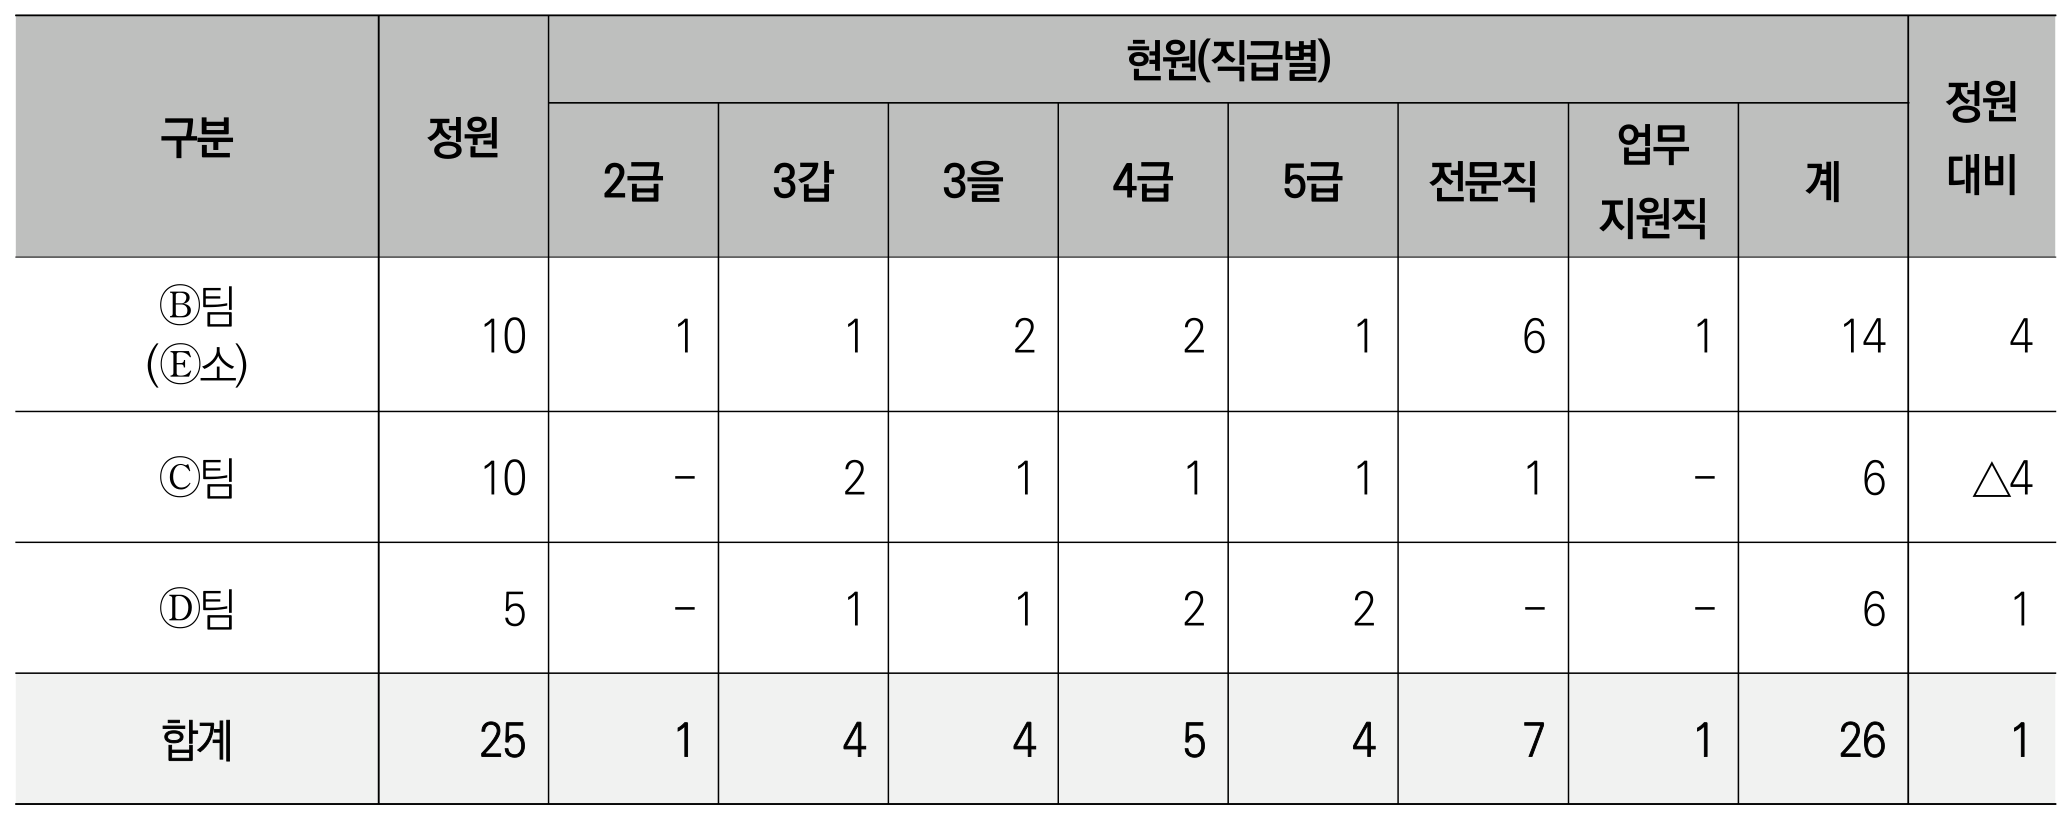 구분 정원 현원(직급별) 정원 대비
2급 3갑 3을 4급 5급 전문직 업무 지원직 계
Ⓑ팀
(Ⓔ소) 10 1 1 2 2 1 6 1 14 4
Ⓒ팀 10 - 2 1 1 1 1 - 6 △4
Ⓓ팀 5 - 1 1 2 2 - - 6 1
합계 25 1 4 4 5 4 7 1 26 1